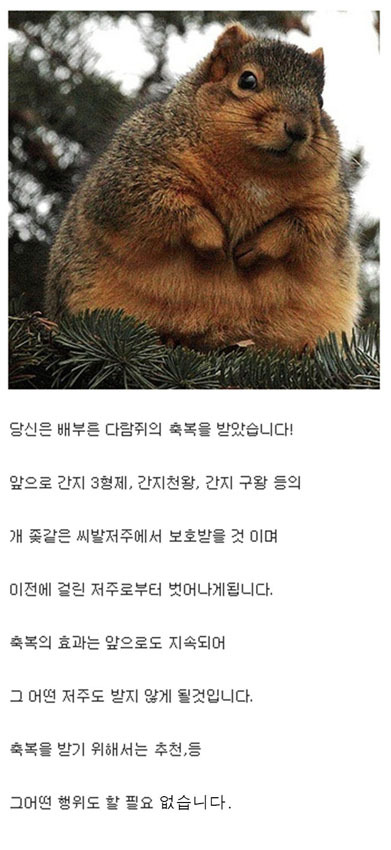 당신은 배부른 다람쥐의 축복을 받았습니다!
앞으로 간지 3형제, 간지천왕, 간지 구왕 등의
개 좆같은 씨발저주에서 보호받을 것 이며
이전에 걸린 저주로부터 벗어나게됩니다.
축복의 효과는 앞으로도 지속되어
그 어떤 저주도 받지 않게 될것입니다.
축복을 받기 위해서는 추천,등
그어떤 행위도 할 필요 없습니다.